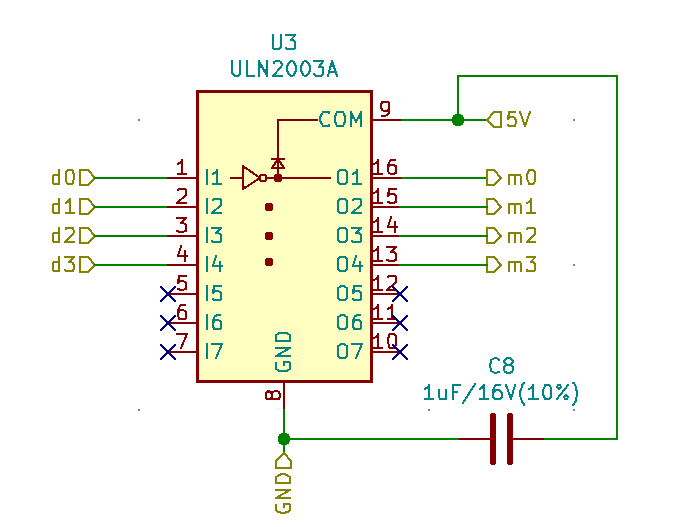 U3
ULN2003A
COM
9
5V
d0
1
I1
O1
16
m0
d1
2
I2
O2
15
m1
d2
3
I3
O3
14
m2
d3
4
I4
O4
13
m3
5
I5
O5
12
6
I6
O6
11
7
I7
O7
10
GND
8
GND
C8
1uF/16V(10%)